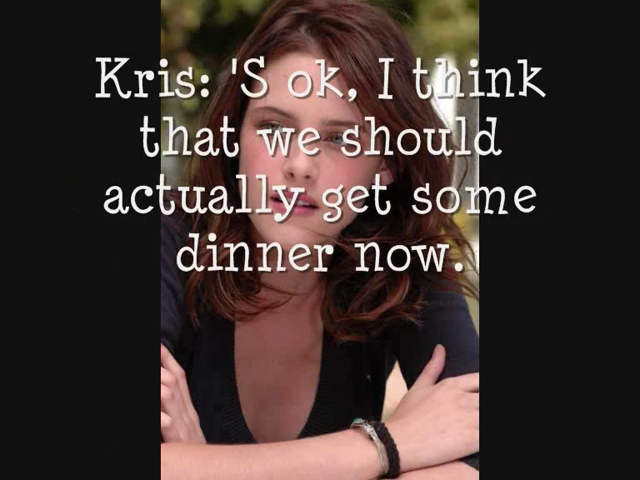 Kris: 'S ok, I think
that we should
actually get some
dinner now.